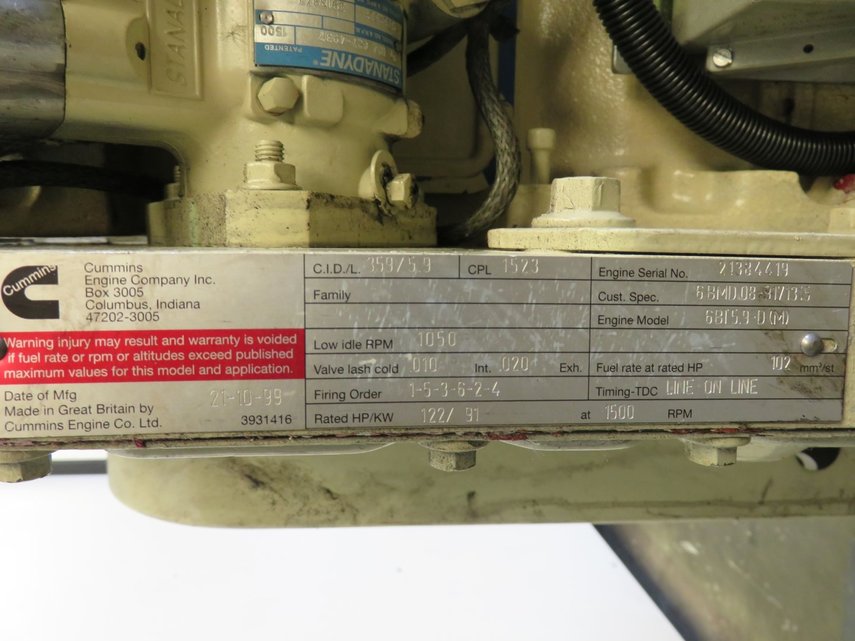 STANADYNE
PATENTED
1500
STANAD
Cummins
Cummins
Engine Company Inc.
Box 3005
Columbus, Indiana
47202-3005
Warning injury may result and warranty is voided
if fuel rate or rpm or altitudes exceed published
maximum values for this model and application.
Date of Mfg 21-10-99
Made in Great Britain by
Cummins Engine Co. Ltd. 3931416
C.I.D./L. 359/5.9 CPL 1523
Family
Low idle RPM 1050
Valve lash cold .010 Int. .020 Exh.
Firing Order 1-5-3-6-2-4
Rated HP/KW 122/ 91 at 1500 RPM
Engine Serial No. 21384419
Cust. Spec.
Engine Model 6BT5.9-D(M)
Fuel rate at rated HP 102 mm³/st
Timing-TDC LINE ON LINE